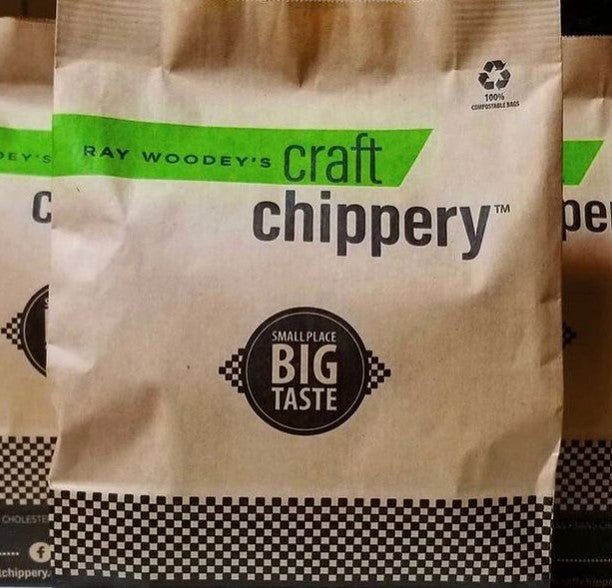 100%
COMPOSTABLE BAGS
RAY WOODEY'S craft
chippery™
SMALL PLACE
BIG
TASTE